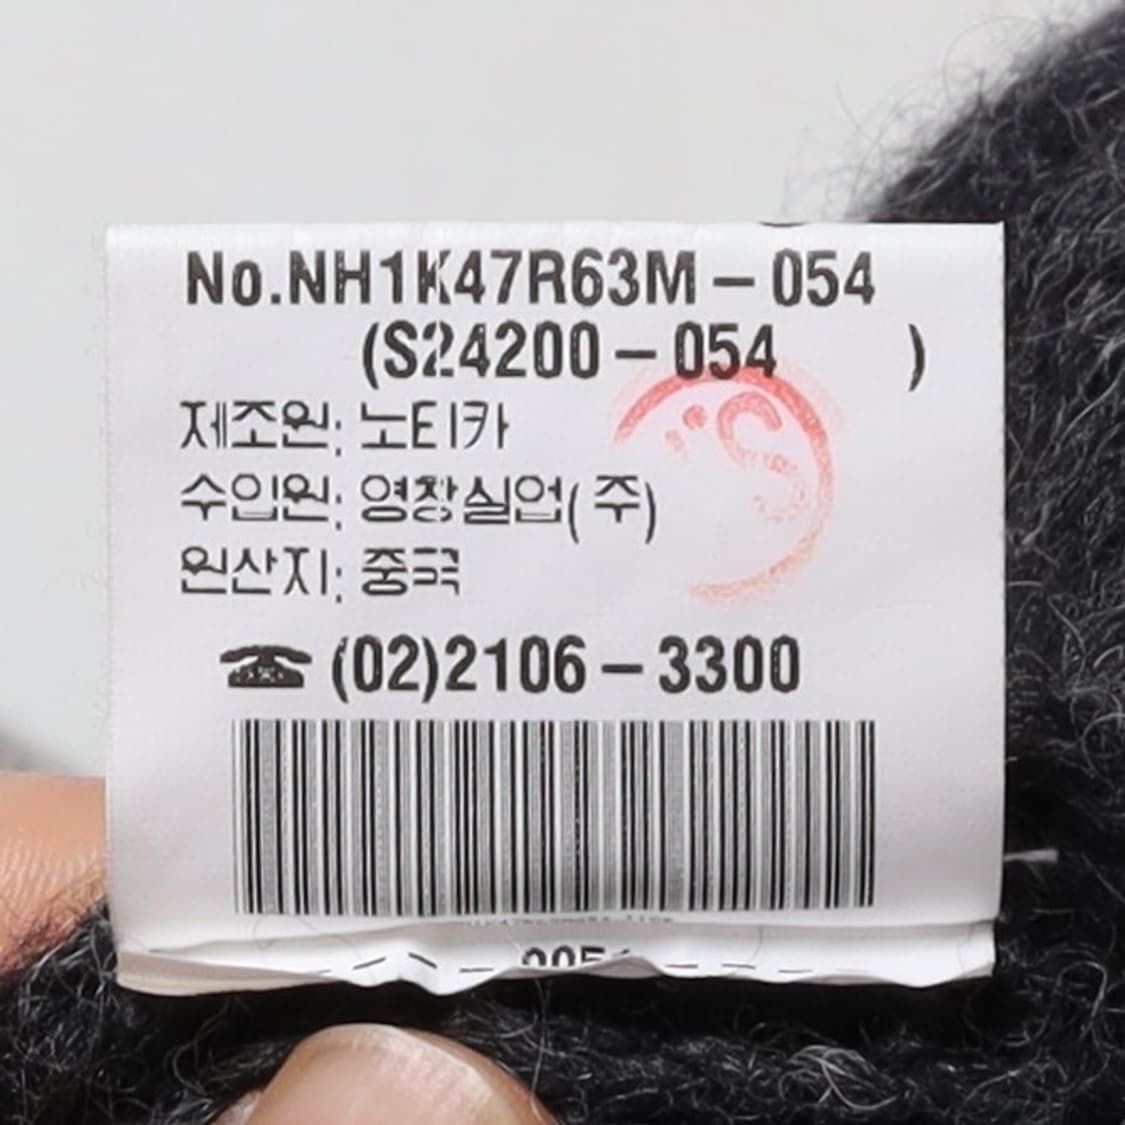 No.NH1K47R63M-054
(S24200-054 )
제조원: 노티카
수입원: 영창실업(주)
원산지: 중국
☎ (02)2106-3300